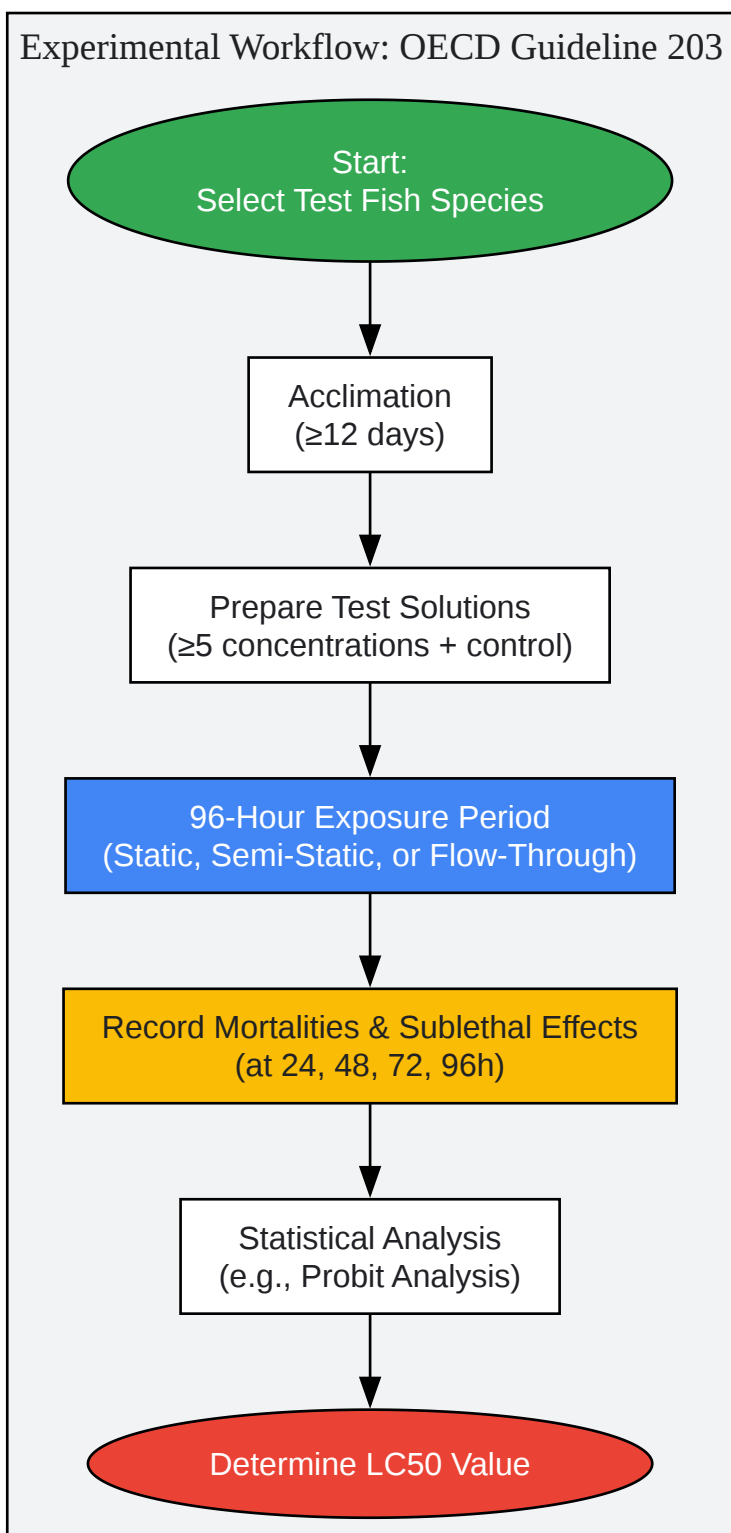 Experimental Workflow: OECD Guideline 203
Start:
Select Test Fish Species
Acclimation
(≥12 days)
Prepare Test Solutions
(≥5 concentrations + control)
96-Hour Exposure Period
(Static, Semi-Static, or Flow-Through)
Record Mortalities & Sublethal Effects
(at 24, 48, 72, 96h)
Statistical Analysis
(e.g., Probit Analysis)
Determine LC50 Value